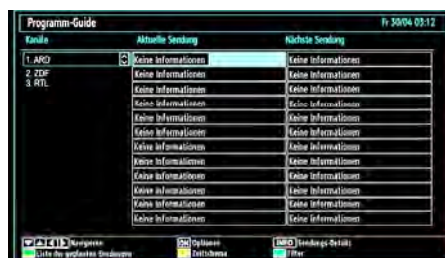 Programm-Guide Fr 30/04 03:12
Kanäle Aktuelle Sendung Nächste Sendung
1. ARD Keine Informationen Keine Informationen
2. ZDF Keine Informationen Keine Informationen
3. RTL Keine Informationen Keine Informationen
Keine Informationen Keine Informationen
Keine Informationen Keine Informationen
Keine Informationen Keine Informationen
Keine Informationen Keine Informationen
Keine Informationen Keine Informationen
Keine Informationen Keine Informationen
Keine Informationen Keine Informationen
Keine Informationen Keine Informationen
Keine Informationen Keine Informationen
Navigieren OK Optionen INFO Sendungs-Details
Liste der geplanten Sendungen Zeitschema Filter